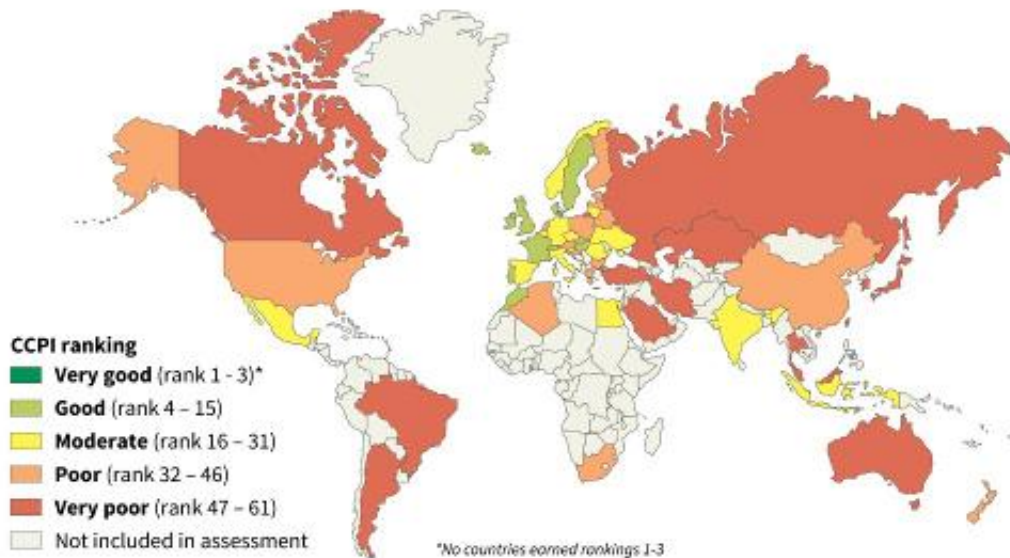 CCPI ranking
Very good (rank 1 - 3)*
Good (rank 4 – 15)
Moderate (rank 16 – 31)
Poor (rank 32 – 46)
Very poor (rank 47 – 61)
Not included in assessment
*No countries earned rankings 1-3